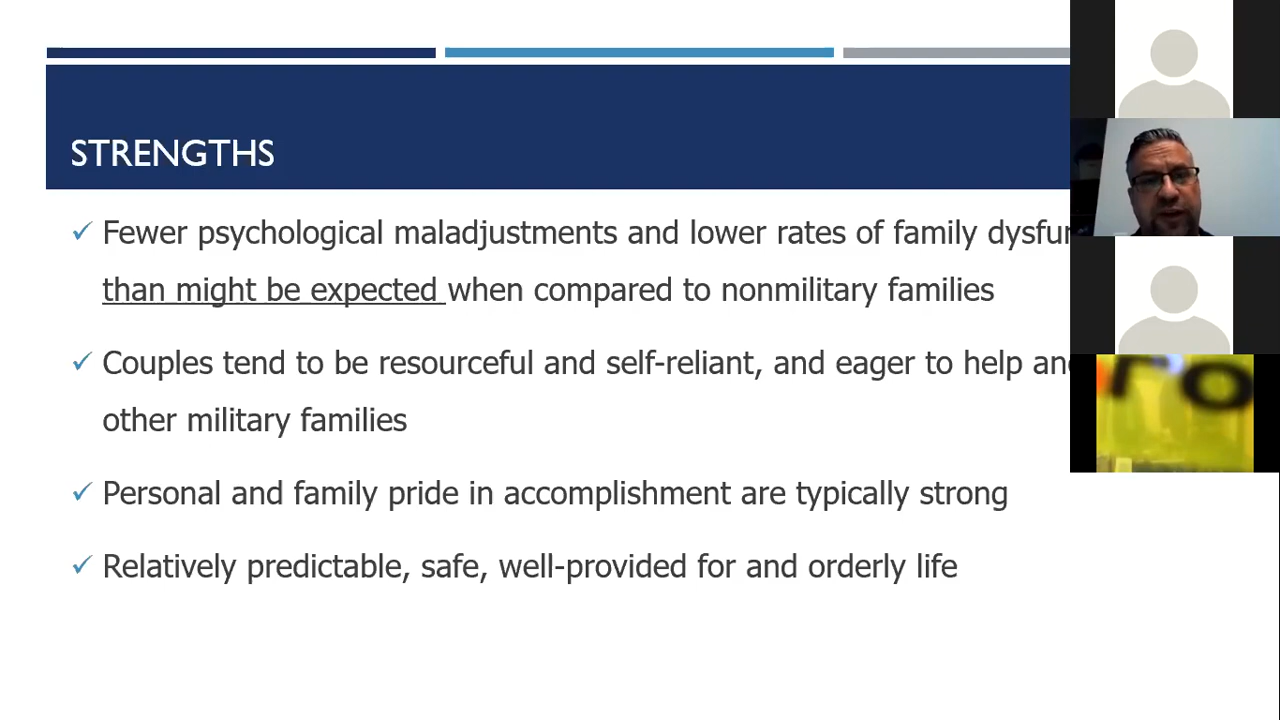 STRENGTHS
✓ Fewer psychological maladjustments and lower rates of family
than might be expected when compared to nonmilitary families
✓ Couples tend to be resourceful and self-reliant, and eager to help
other military families
✓ Personal and family pride in accomplishment are typically strong
✓ Relatively predictable, safe, well-provided for and orderly life
ro